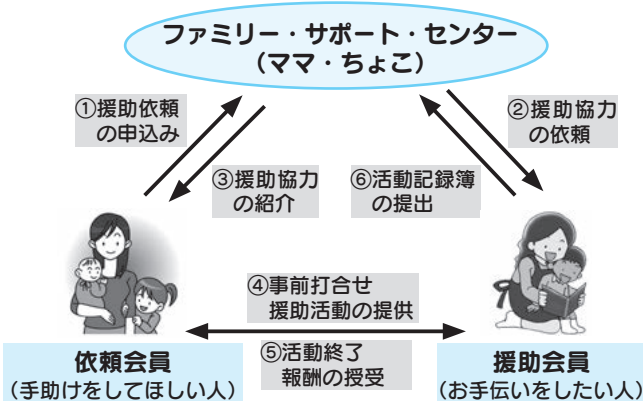 ファミリー・サポート・センター
（ママ・ちょこ）
①援助依頼
の申込み
②援助協力
の依頼
③援助協力
の紹介
⑥活動記録簿
の提出
④事前打合せ
援助活動の提供
⑤活動終了
報酬の授受
依頼会員
（手助けをしてほしい人）
援助会員
（お手伝いをしたい人）